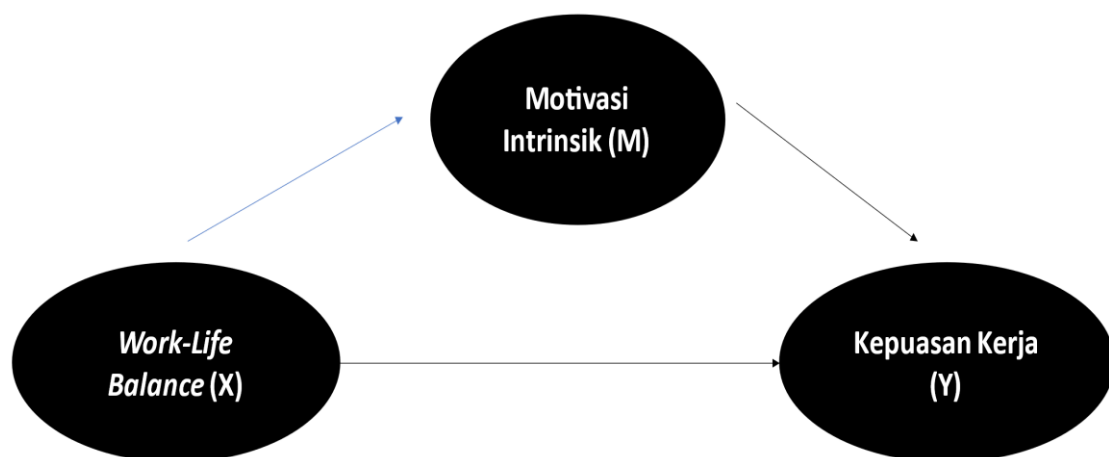 Motivasi
Intrinsik (M)
Work-Life
Balance (X)
Kepuasan Kerja
(Y)